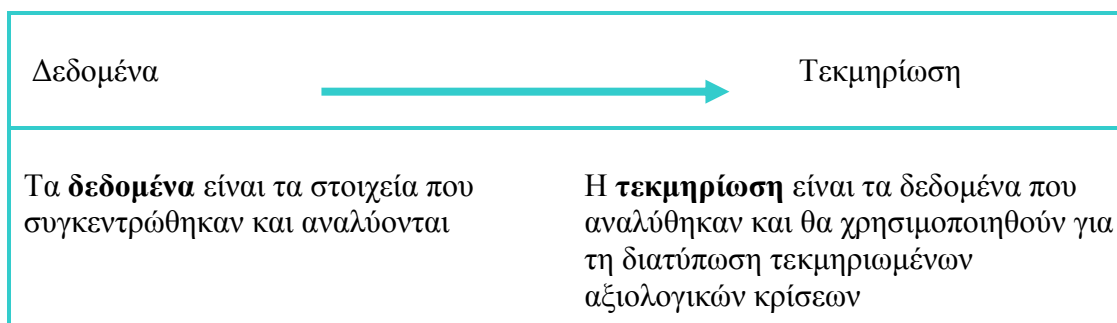 Δεδομένα
Τεκμηρίωση
Τα δεδομένα είναι τα στοιχεία που
συγκεντρώθηκαν και αναλύονται
Η τεκμηρίωση είναι τα δεδομένα που
αναλύθηκαν και θα χρησιμοποιηθούν για
τη διατύπωση τεκμηριωμένων
αξιολογικών κρίσεων